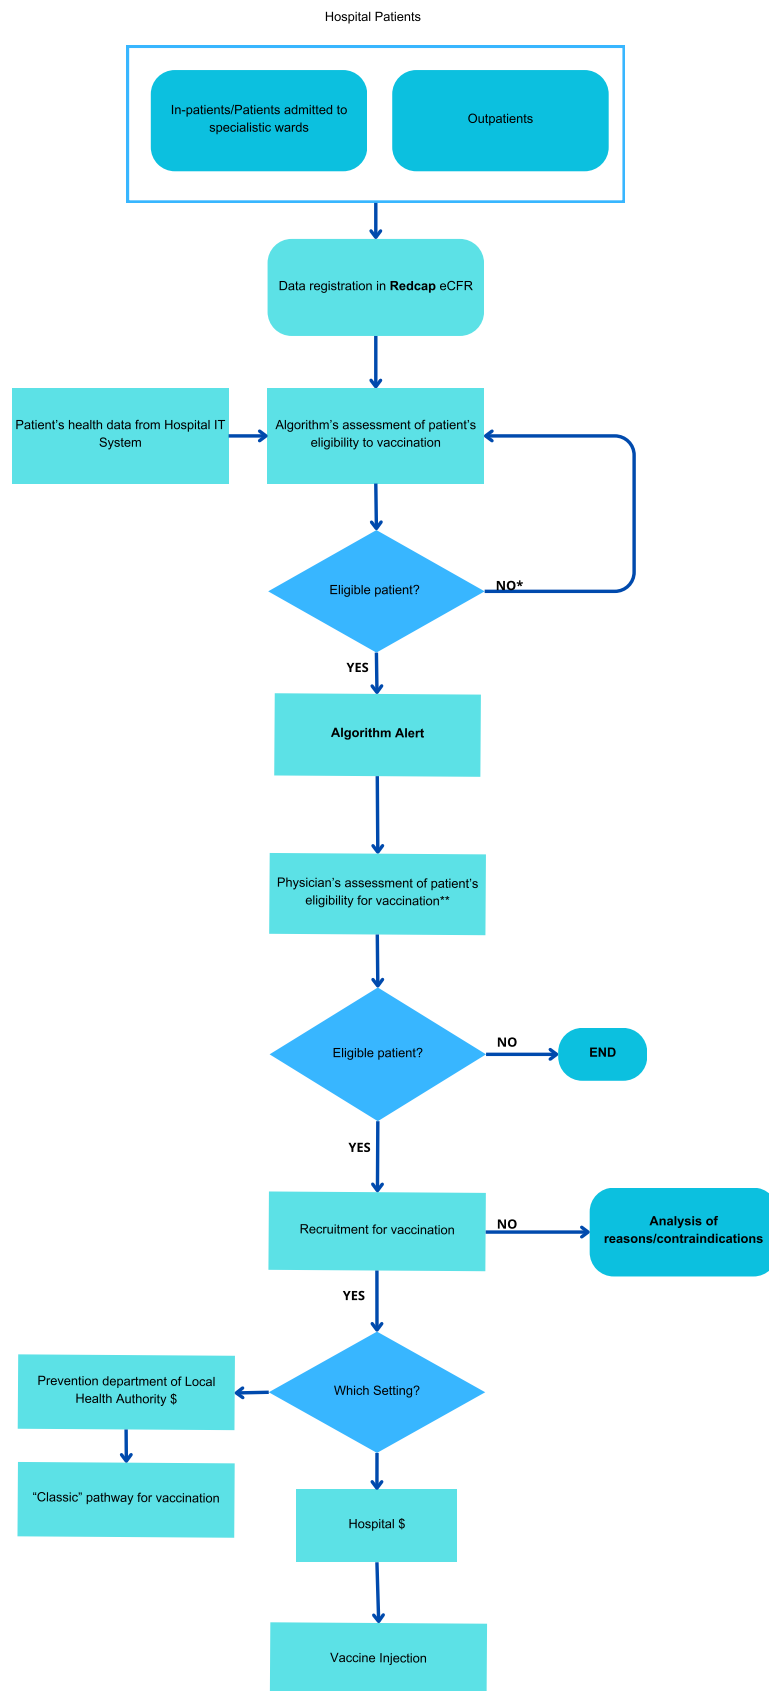 Hospital Patients
In-patients/Patients admitted to
specialistic wards
Outpatients
Data registration in Redcap eCFR
Patient’s health data from Hospital IT
System
Algorithm’s assessment of patient’s
eligibility to vaccination
Eligible patient?
NO*
YES
Algorithm Alert
Physician’s assessment of patient’s
eligibility for vaccination**
Eligible patient?
NO
END
YES
Recruitment for vaccination
NO
Analysis of
reasons/contraindications
YES
Which Setting?
Prevention department of Local
Health Authority $
“Classic” pathway for vaccination
Hospital $
Vaccine Injection